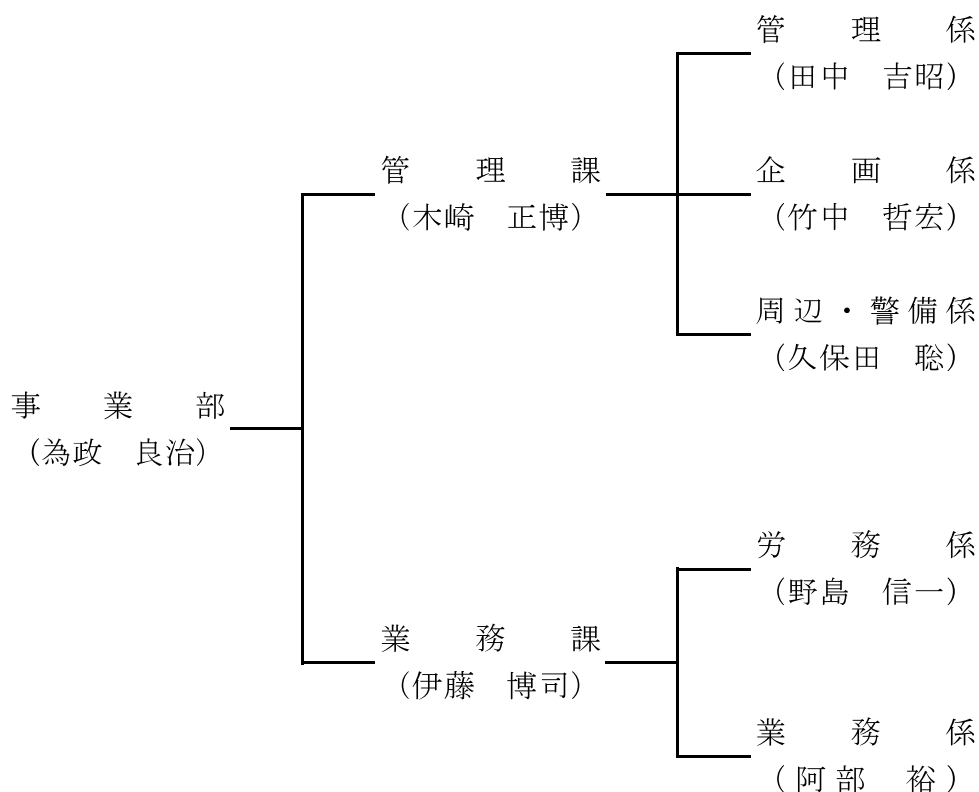 管理係
（田中　吉昭）
管理課
（木崎　正博）
企画係
（竹中　哲宏）
周辺・警備係
（久保田　聡）
事業部
（為政　良治）
労務係
（野島　信一）
業務課
（伊藤　博司）
業務係
（阿部　裕）